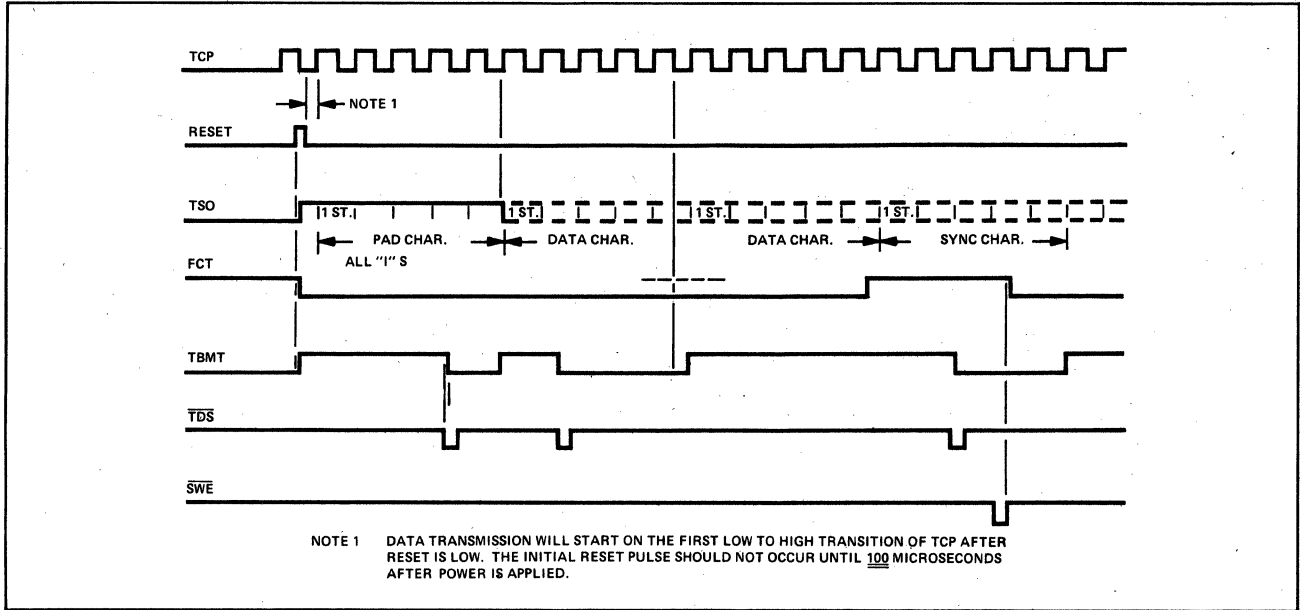 TCP
NOTE 1
RESET
TSO
1 ST. 1 ST. 1 ST. 1 ST.
PAD CHAR. DATA CHAR. DATA CHAR. SYNC CHAR.
ALL "I" S
FCT
TBMT
TDS
SWE
NOTE 1 DATA TRANSMISSION WILL START ON THE FIRST LOW TO HIGH TRANSITION OF TCP AFTER
RESET IS LOW. THE INITIAL RESET PULSE SHOULD NOT OCCUR UNTIL 100 MICROSECONDS
AFTER POWER IS APPLIED.